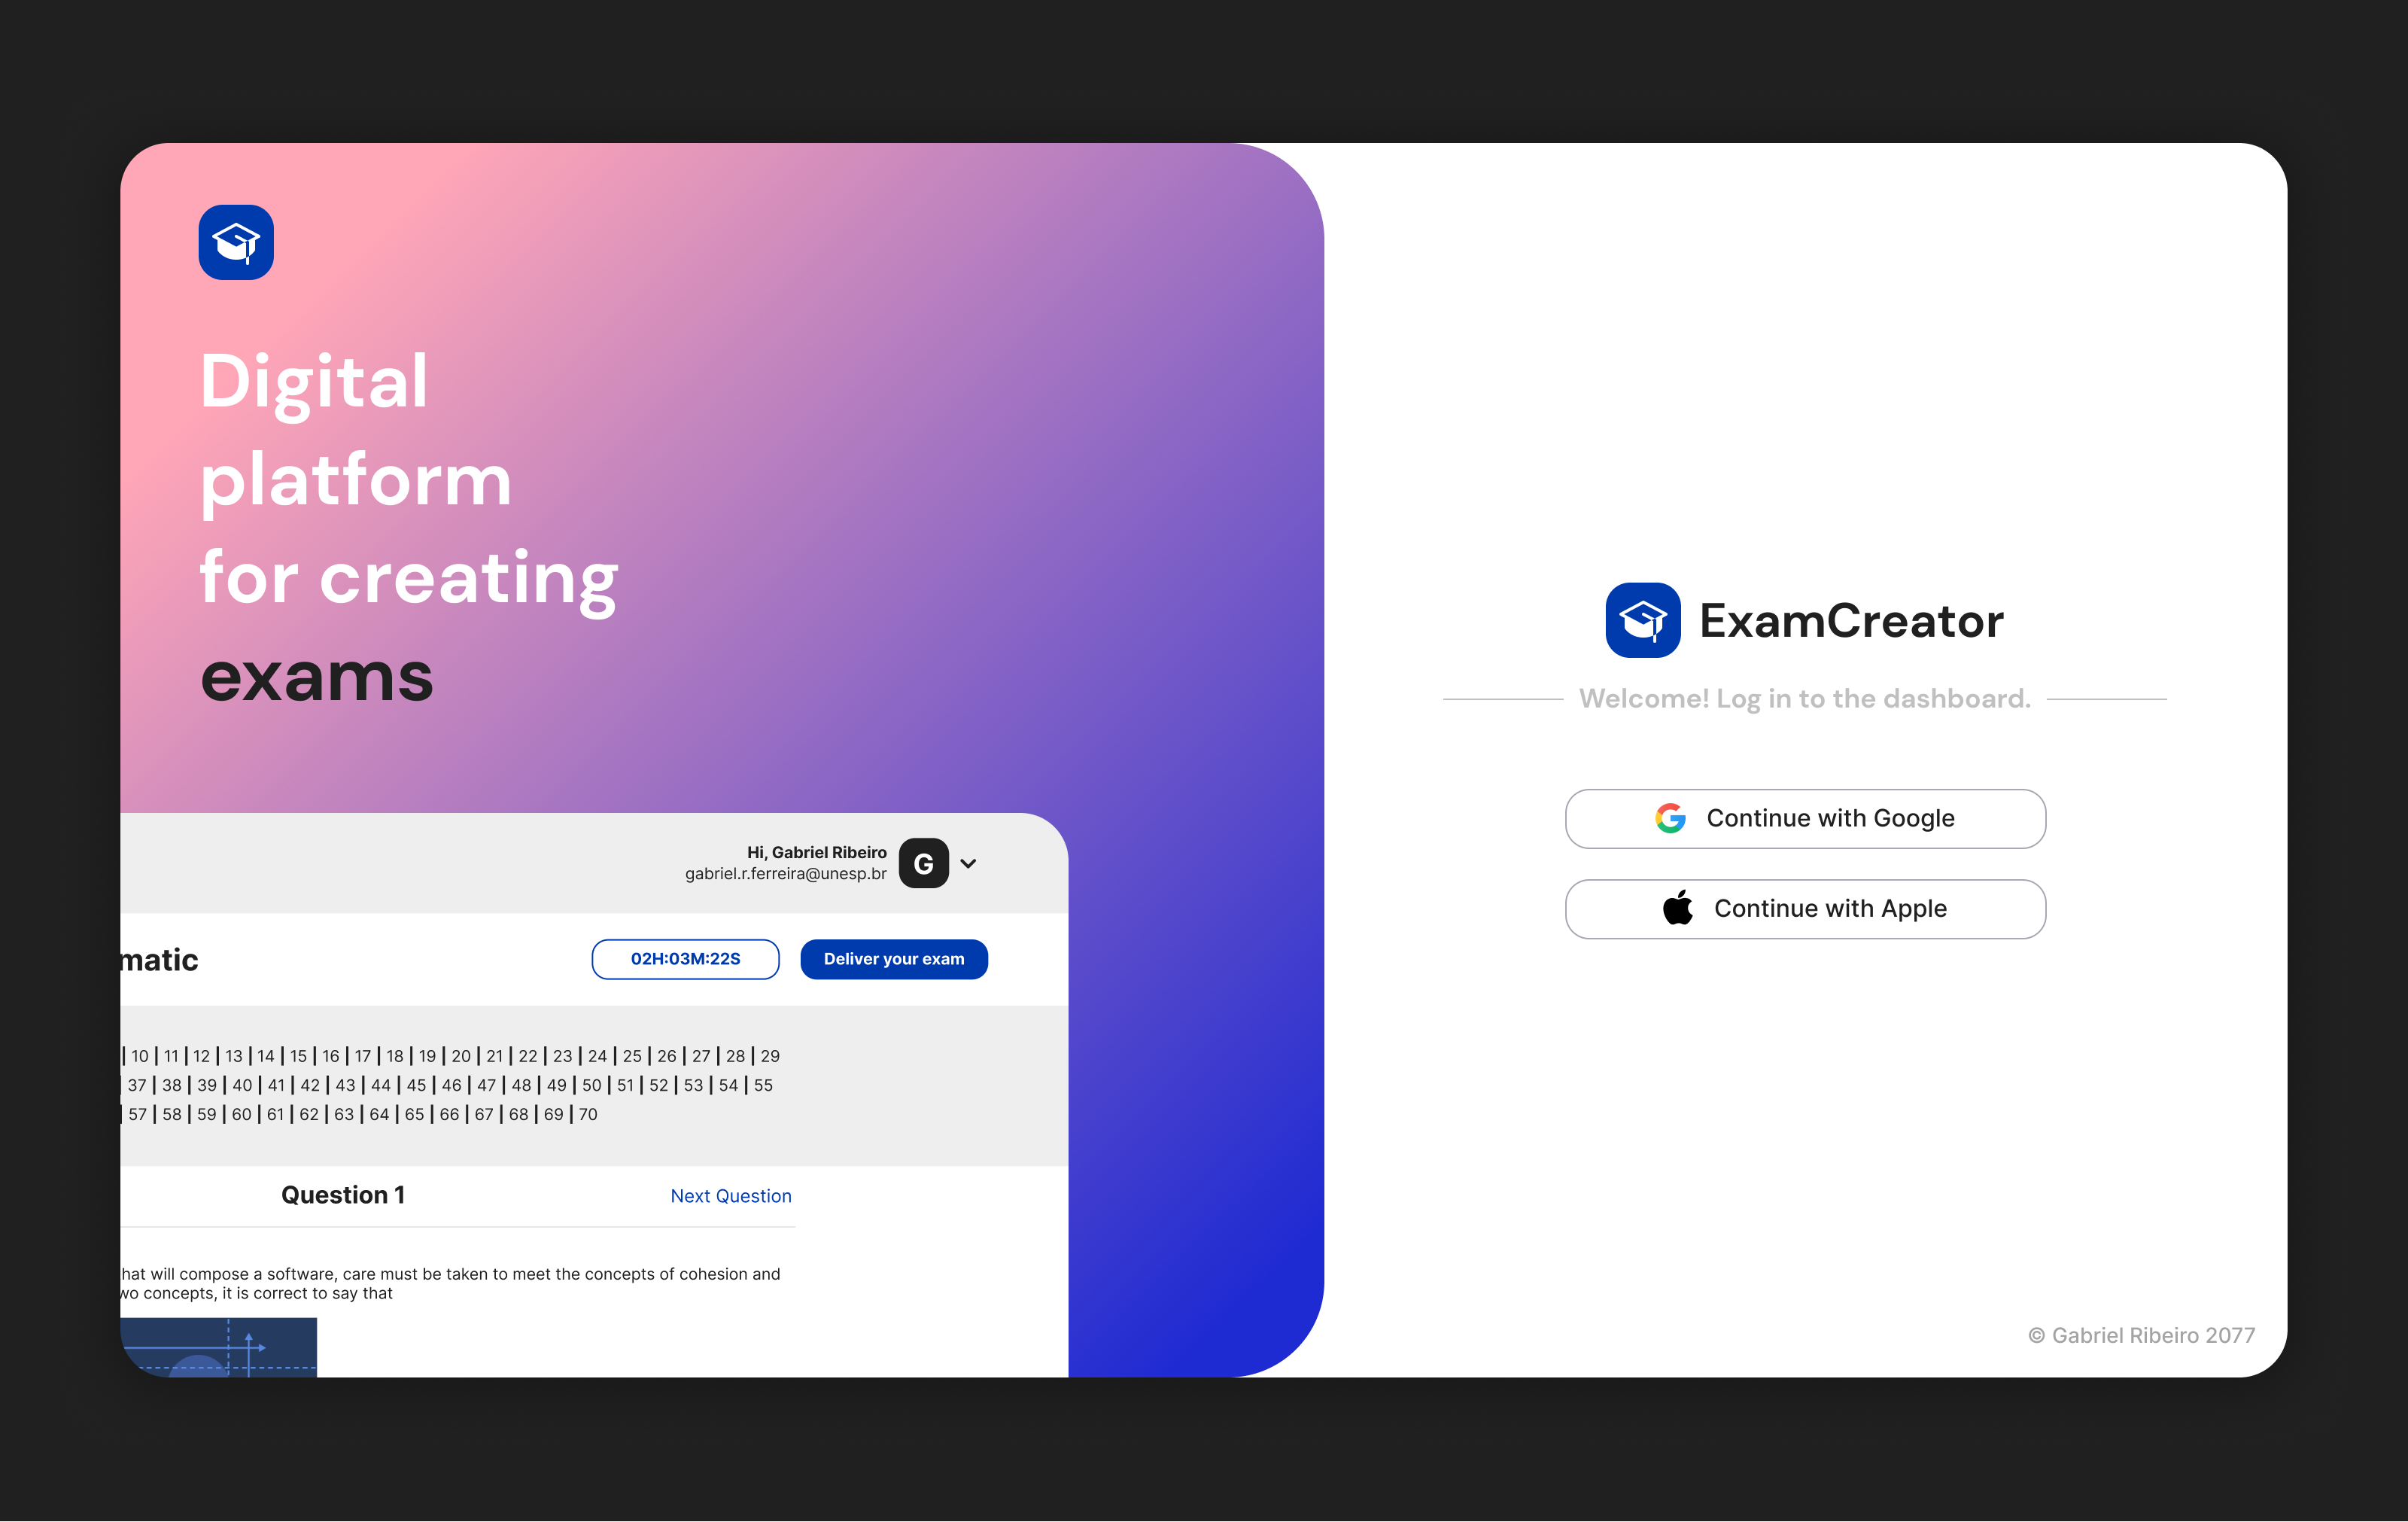 Digital
platform
for creating
exams
Hi, Gabriel Ribeiro
gabriel.r.ferreira@unesp.br
G
matic
02H:03M:22S
Deliver your exam
| 10 | 11 | 12 | 13 | 14 | 15 | 16 | 17 | 18 | 19 | 20 | 21 | 22 | 23 | 24 | 25 | 26 | 27 | 28 | 29
| 37 | 38 | 39 | 40 | 41 | 42 | 43 | 44 | 45 | 46 | 47 | 48 | 49 | 50 | 51 | 52 | 53 | 54 | 55
| 57 | 58 | 59 | 60 | 61 | 62 | 63 | 64 | 65 | 66 | 67 | 68 | 69 | 70
Question 1
Next Question
hat will compose a software, care must be taken to meet the concepts of cohesion and
wo concepts, it is correct to say that
ExamCreator
Welcome! Log in to the dashboard.
Continue with Google
Continue with Apple
© Gabriel Ribeiro 2077